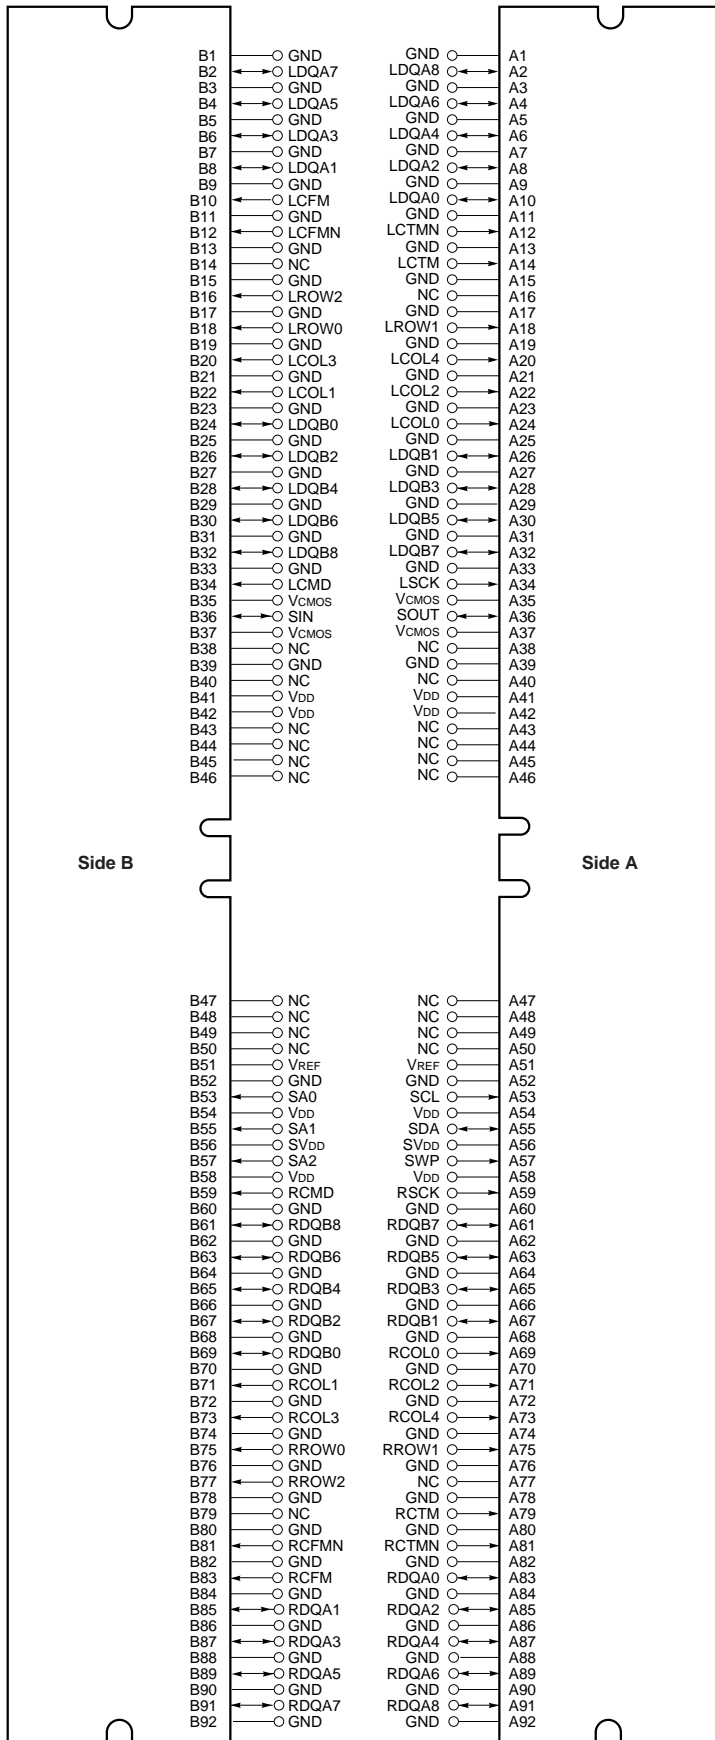 B1 GND GND A1
B2 LDQA7 LDQA8 A2
B3 GND GND A3
B4 LDQA5 LDQA6 A4
B5 GND GND A5
B6 LDQA3 LDQA4 A6
B7 GND GND A7
B8 LDQA1 LDQA2 A8
B9 GND GND A9
B10 LCFM LDQA0 A10
B11 GND GND A11
B12 LCFMN LCTMN A12
B13 GND GND A13
B14 NC LCTM A14
B15 GND GND A15
B16 LROW2 NC A16
B17 GND GND A17
B18 LROW0 LROW1 A18
B19 GND GND A19
B20 LCOL3 LCOL4 A20
B21 GND GND A21
B22 LCOL1 LCOL2 A22
B23 GND GND A23
B24 LDQB0 LCOL0 A24
B25 GND GND A25
B26 LDQB2 LDQB1 A26
B27 GND GND A27
B28 LDQB4 LDQB3 A28
B29 GND GND A29
B30 LDQB6 LDQB5 A30
B31 GND GND A31
B32 LDQB8 LDQB7 A32
B33 GND GND A33
B34 LCMD LSCK A34
B35 VCMOS VCMOS A35
B36 SIN SOUT A36
B37 VCMOS VCMOS A37
B38 NC NC A38
B39 GND GND A39
B40 NC NC A40
B41 VDD VDD A41
B42 VDD VDD A42
B43 NC NC A43
B44 NC NC A44
B45 NC NC A45
B46 NC NC A46
Side B Side A
B47 NC NC A47
B48 NC NC A48
B49 NC NC A49
B50 NC NC A50
B51 VREF VREF A51
B52 GND GND A52
B53 SA0 SCL A53
B54 VDD VDD A54
B55 SA1 SDA A55
B56 SVDD SVDD A56
B57 SA2 SWP A57
B58 VDD VDD A58
B59 RCMD RSCK A59
B60 GND GND A60
B61 RDQB8 RDQB7 A61
B62 GND GND A62
B63 RDQB6 RDQB5 A63
B64 GND GND A64
B65 RDQB4 RDQB3 A65
B66 GND GND A66
B67 RDQB2 RDQB1 A67
B68 GND GND A68
B69 RDQB0 RCOL0 A69
B70 GND GND A70
B71 RCOL1 RCOL2 A71
B72 GND GND A72
B73 RCOL3 RCOL4 A73
B74 GND GND A74
B75 RROW0 RROW1 A75
B76 GND GND A76
B77 RROW2 NC A77
B78 GND GND A78
B79 NC RCTM A79
B80 GND GND A80
B81 RCFMN RCTMN A81
B82 GND GND A82
B83 RCFM RDQA0 A83
B84 GND GND A84
B85 RDQA1 RDQA2 A85
B86 GND GND A86
B87 RDQA3 RDQA4 A87
B88 GND GND A88
B89 RDQA5 RDQA6 A89
B90 GND GND A90
B91 RDQA7 RDQA8 A91
B92 GND GND A92